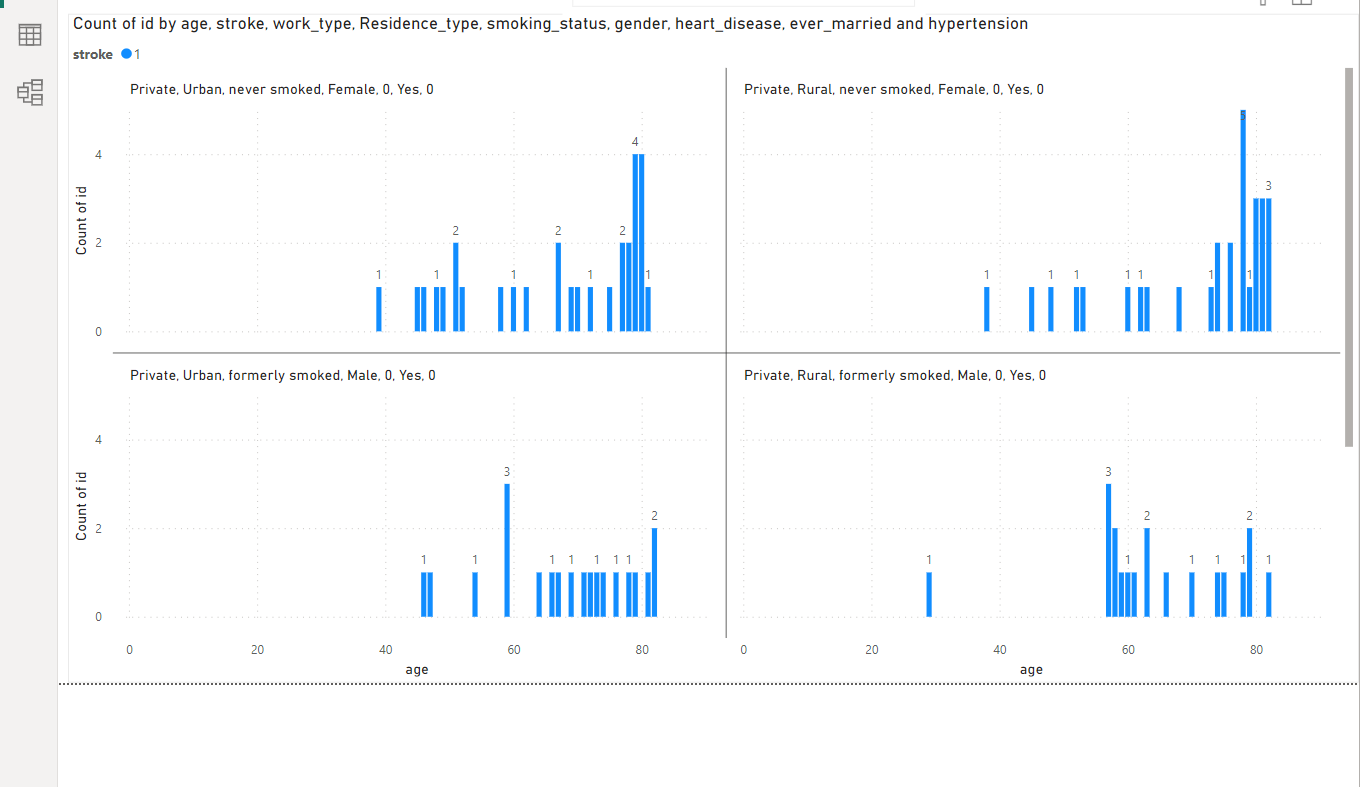 Count of id by age, stroke, work_type, Residence_type, smoking_status, gender, heart_disease, ever_married and hypertension
stroke 1
Private, Urban, never smoked, Female, 0, Yes, 0
Count of id
4
2
0
1 1 2 1 2 1 2 4 1
Private, Rural, never smoked, Female, 0, Yes, 0
1 1 1 1 1 1 5 1 3
Private, Urban, formerly smoked, Male, 0, Yes, 0
Count of id
4
2
0
1 1 3 1 1 1 1 1 2
0 20 40 60 80
age
Private, Rural, formerly smoked, Male, 0, Yes, 0
1 3 1 2 1 1 1 2 1
0 20 40 60 80
age